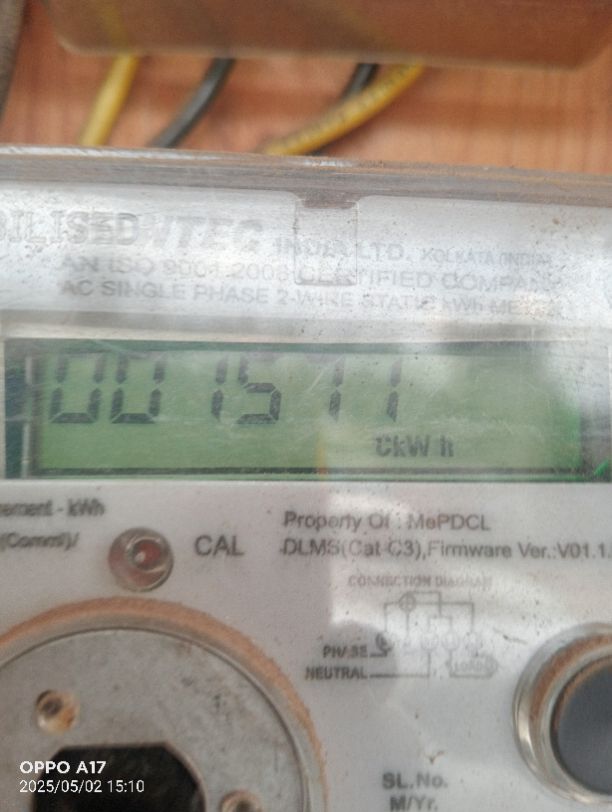 INDIA LTD. KOLKATA (INDIA)
AN ISO 9001:2008 CERTIFIED COMPANY
AC SINGLE PHASE 2-WIRE STATIC kWh METER
CkW h
Property Of : MePDCL
CAL
DLMS(Cat C3),Firmware Ver.:V01.1.
CONNECTION DIAGRAM
PHASE
LOAD
NEUTRAL
SL.No.
M/Yr.
OPPO A17
2025/05/02 15:10